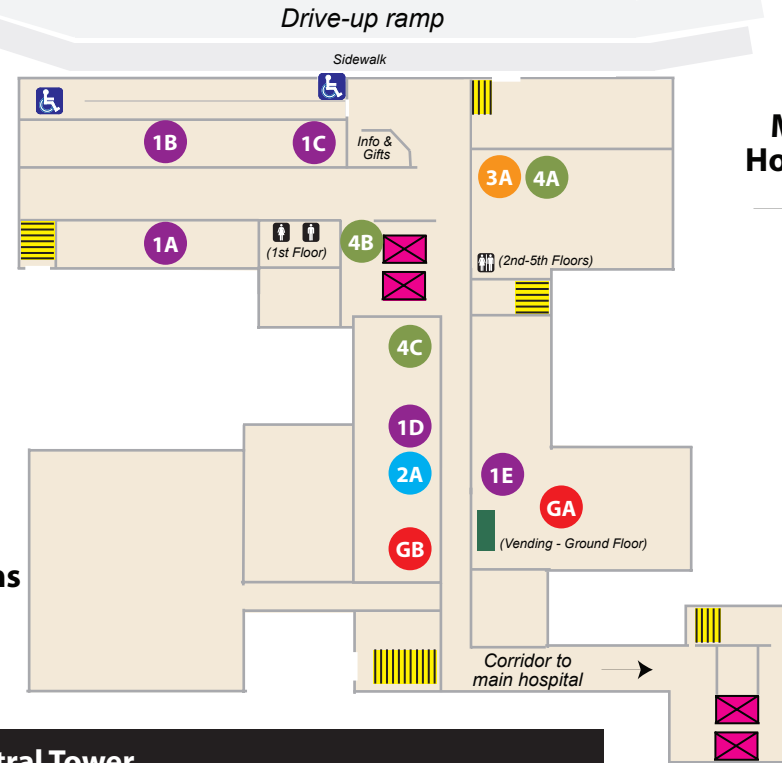 Drive-up ramp
Sidewalk
1B
1C
Info &
Gifts
3A
4A
1A
(1st Floor)
4B
(2nd-5th Floors)
4C
1D
2A
1E
GA
GB
(Vending - Ground Floor)
Corridor to
main hospital
Tower